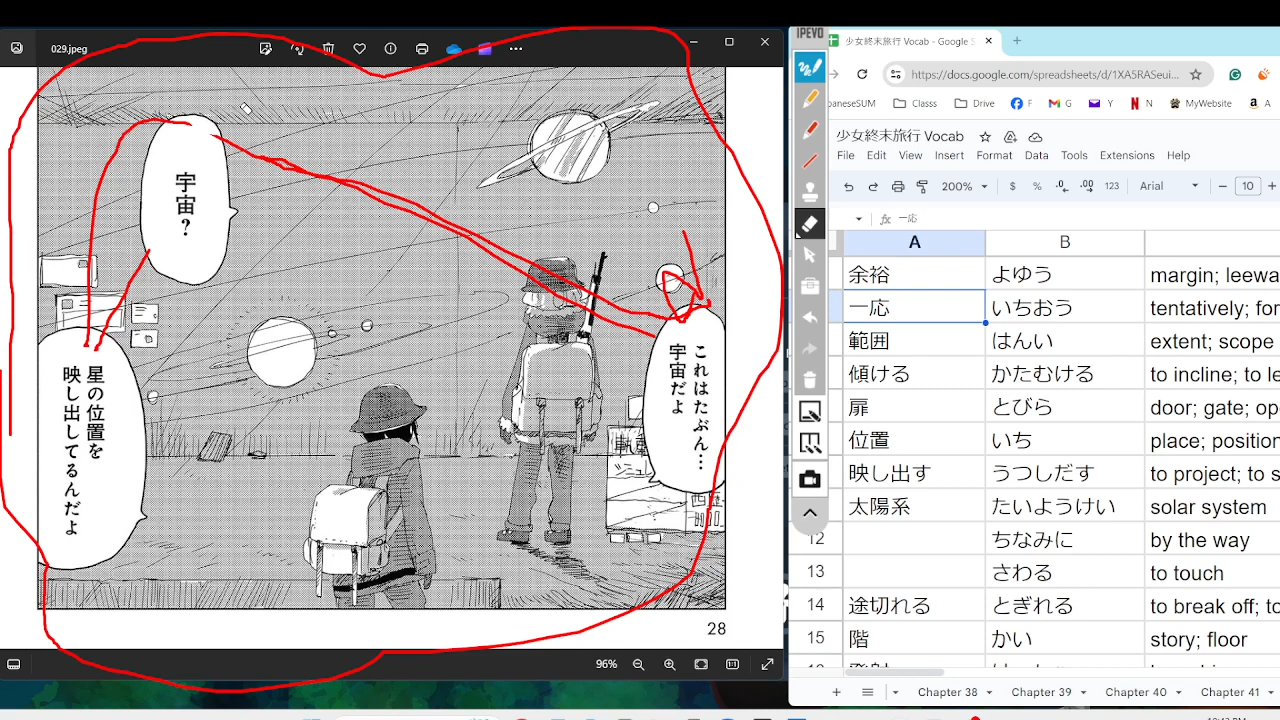 029.jpeg
宇宙?
これはたぶん…
宇宙だよ
星の位置を
映し出してるんだよ
28
96%
IPEVO
少女終末旅行 Vocab - Google S
https://docs.google.com/spreadsheets/d/1XA5RASeui...
paneseSUM
Classs
Drive
F
G
Y
N
MyWebsite
A
少女終末旅行 Vocab
File Edit View Insert Format Data Tools Extensions Help
200% $ % .0 .00 123 Arial 10
fx 一応
A B
余裕 よゆう margin; leewa
一応 いちおう tentatively; for
範囲 はんい extent; scope
傾ける かたむける to incline; to le
扉 とびら door; gate; op
位置 いち place; position
映し出す うつしだす to project; to s
太陽系 たいようけい solar system
12 ちなみに by the way
13 さわる to touch
14 途切れる とぎれる to break off; to
15 階 かい story; floor
Chapter 38 Chapter 39 Chapter 40 Chapter 41